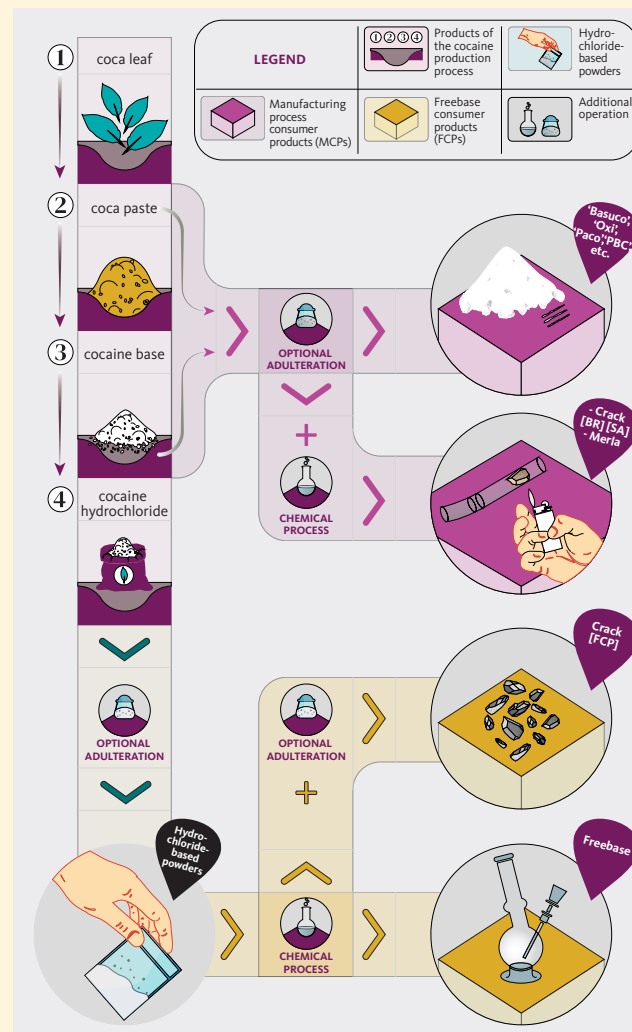 1
coca leaf
LEGEND
1 2 3 4
Products of
the cocaine
production
process
Hydro-
chloride-
based
powders
Manufacturing
process
consumer
products (MCPs)
Freebase
consumer
products
(FCPs)
Additional
operation
2
coca paste
'Basuco',
'Oxi',
'Paco','PBC'
etc.
OPTIONAL
ADULTERATION
3
cocaine base
+
- Crack
[BR] [SA]
- Merla
CHEMICAL
PROCESS
4
cocaine
hydrochloride
Crack
[FCP]
OPTIONAL
ADULTERATION
OPTIONAL
ADULTERATION
+
Hydro-
chloride-
based
powders
Freebase
CHEMICAL
PROCESS